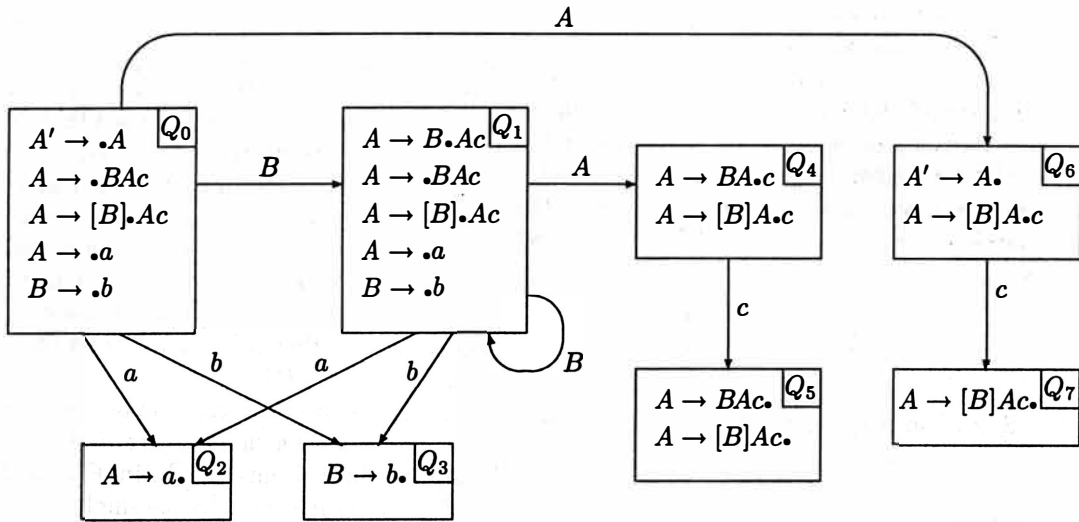 A
A' → •A Q0
A → •BAc
A → [B]•Ac
A → •a
B → •b
B
A → B•Ac Q1
A → •BAc
A → [B]•Ac
A → •a
B → •b
A
A → BA•c Q4
A → [B]A•c
A' → A• Q6
A → [B]A•c
a
b
a
b
B
c
c
A → BAc• Q5
A → [B]Ac•
A → [B]Ac• Q7
A → a• Q2
B → b• Q3